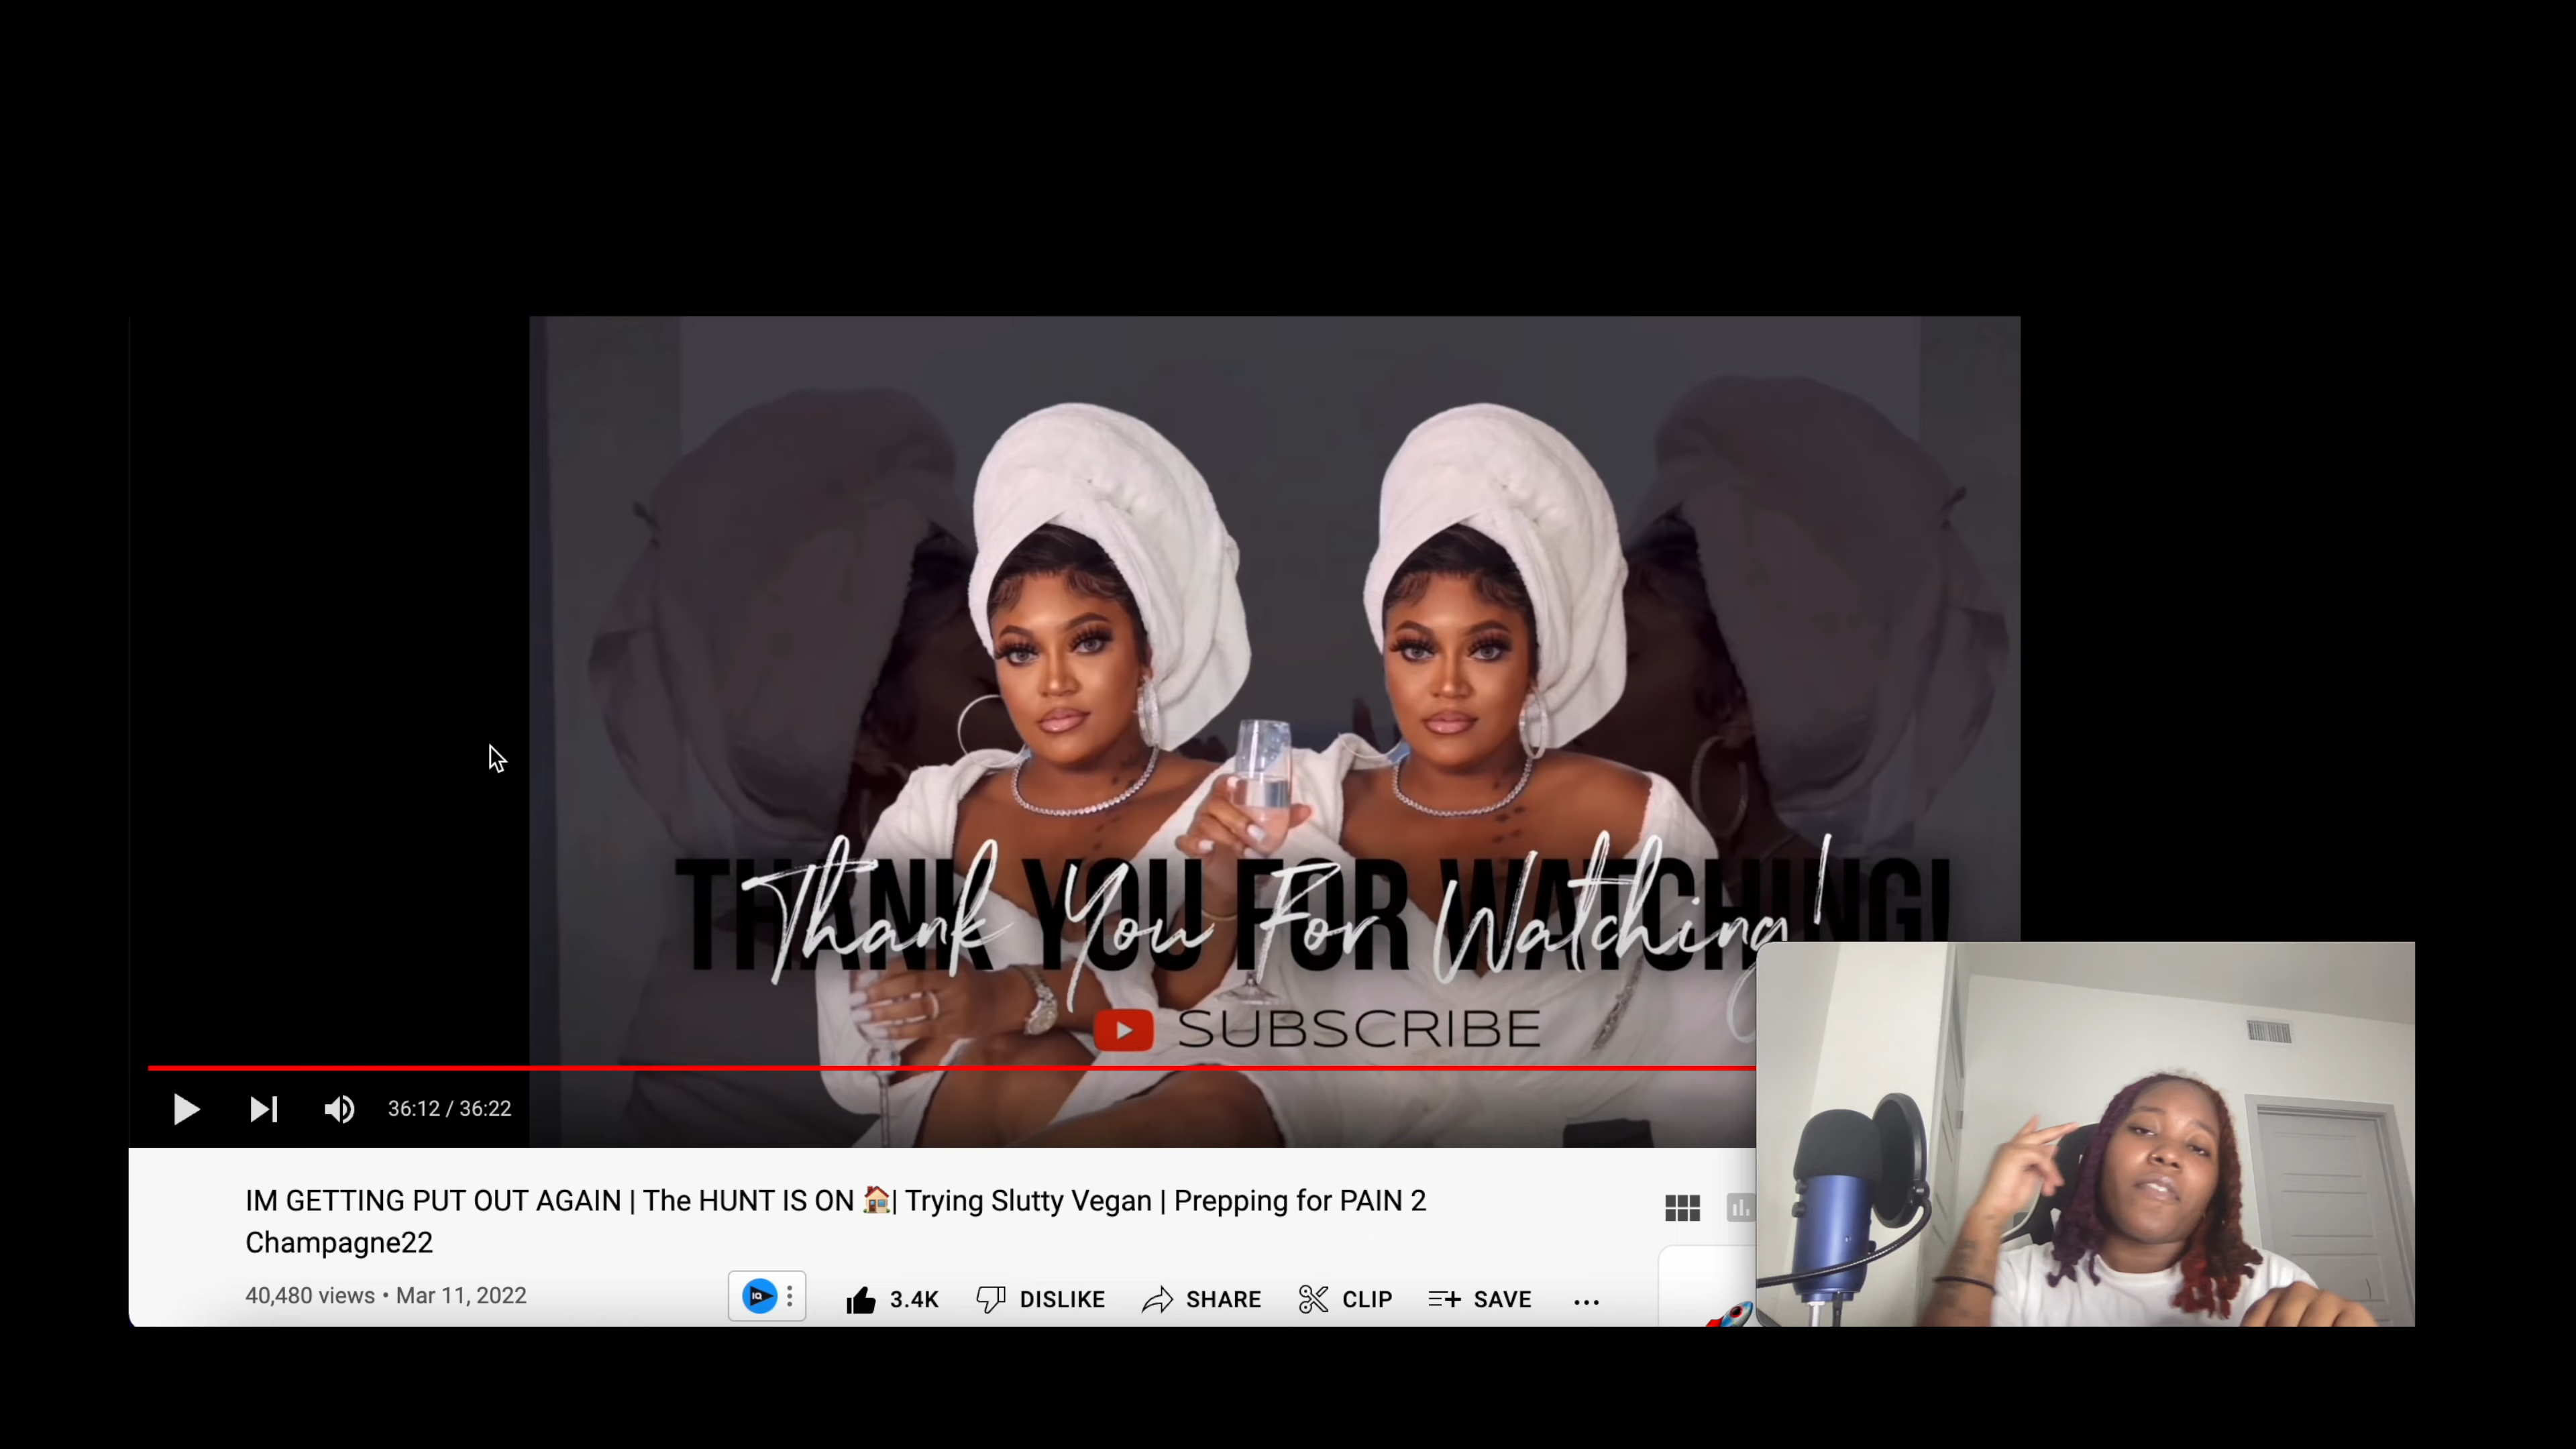 THANK YOU FOR WATCHING!
Thank You For Watching!
SUBSCRIBE
36:12 / 36:22
IM GETTING PUT OUT AGAIN | The HUNT IS ON 🏠| Trying Slutty Vegan | Prepping for PAIN 2
Champagne22
40,480 views • Mar 11, 2022
IQ
3.4K
DISLIKE
SHARE
CLIP
SAVE